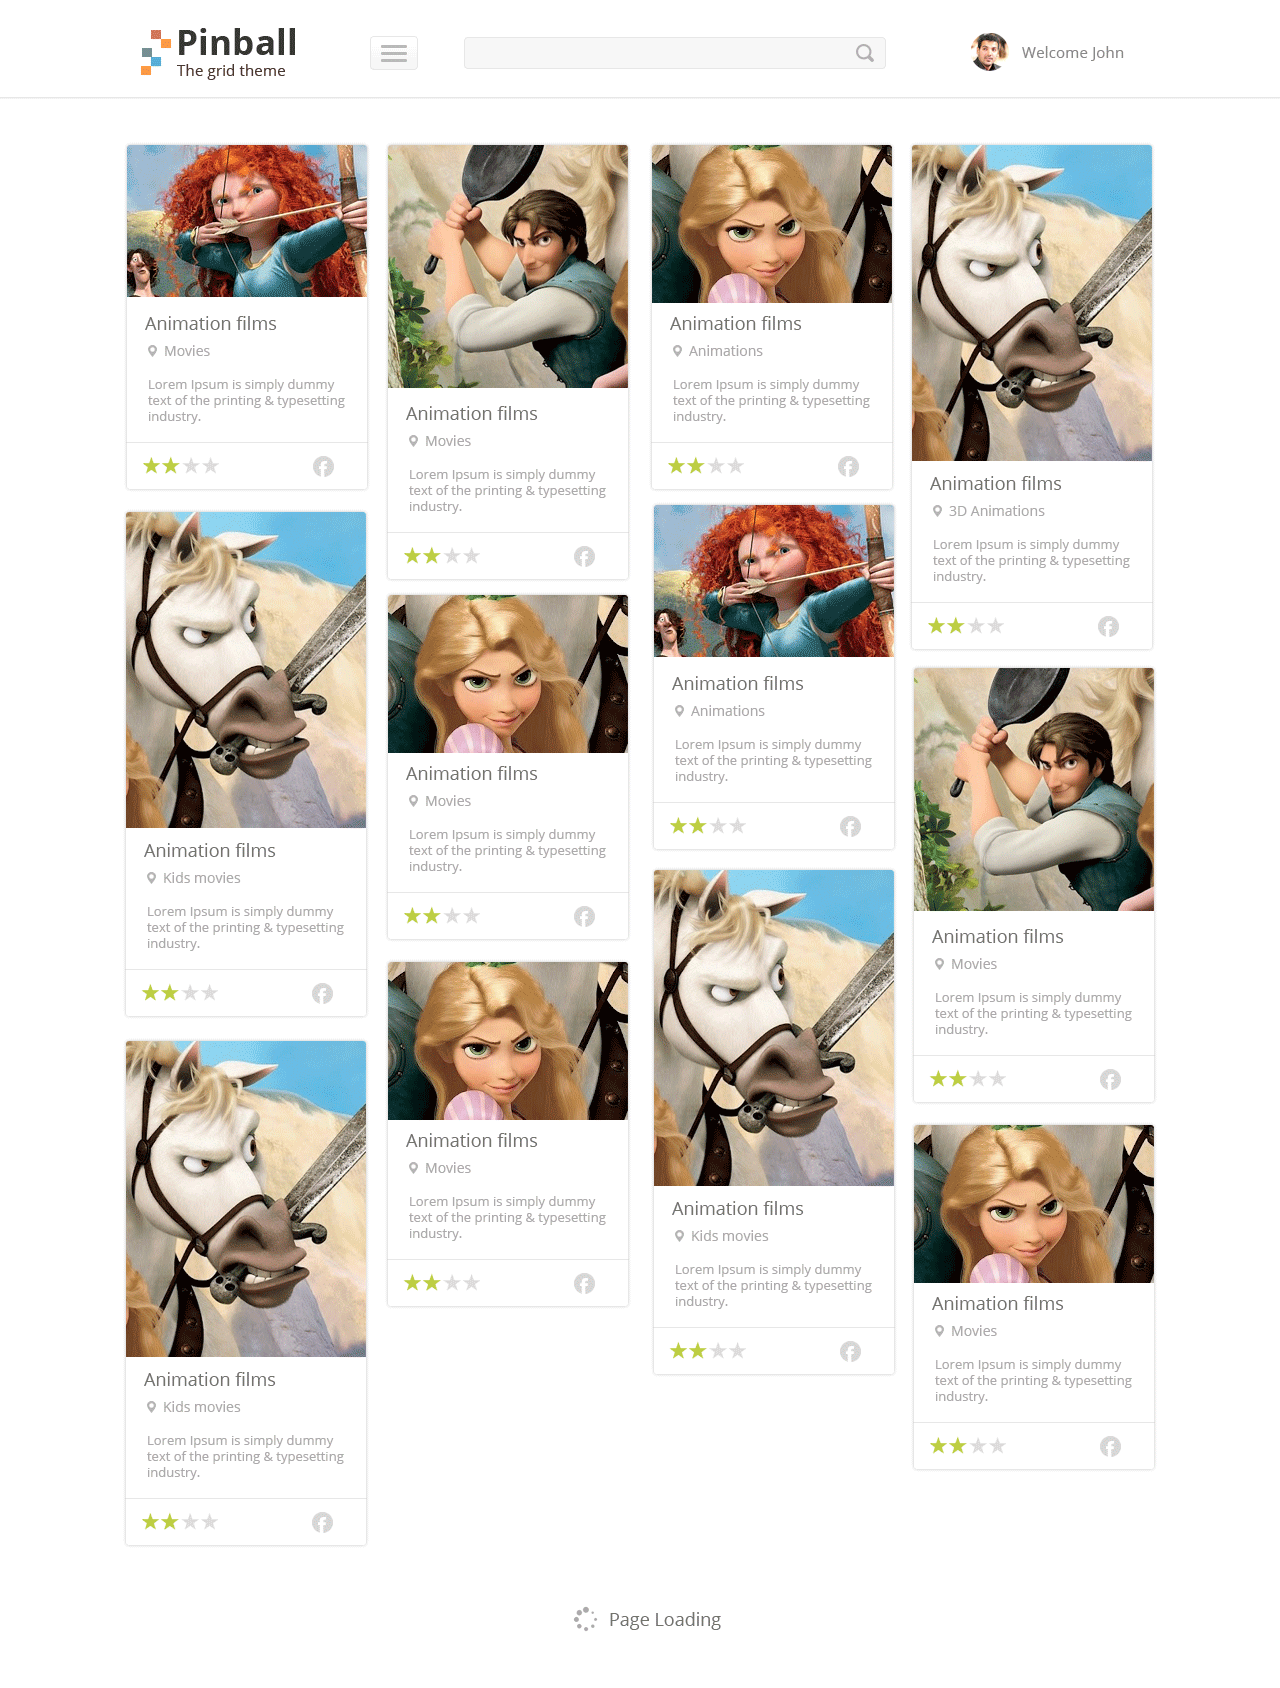 Pinball
The grid theme
Welcome John
Animation films
Movies
Lorem Ipsum is simply dummy
text of the printing & typesetting
industry.
Animation films
Kids movies
Lorem Ipsum is simply dummy
text of the printing & typesetting
industry.
Animation films
Kids movies
Lorem Ipsum is simply dummy
text of the printing & typesetting
industry.
Animation films
Movies
Lorem Ipsum is simply dummy
text of the printing & typesetting
industry.
Animation films
Movies
Lorem Ipsum is simply dummy
text of the printing & typesetting
industry.
Animation films
Movies
Lorem Ipsum is simply dummy
text of the printing & typesetting
industry.
Animation films
Animations
Lorem Ipsum is simply dummy
text of the printing & typesetting
industry.
Animation films
Animations
Lorem Ipsum is simply dummy
text of the printing & typesetting
industry.
Animation films
Kids movies
Lorem Ipsum is simply dummy
text of the printing & typesetting
industry.
Animation films
3D Animations
Lorem Ipsum is simply dummy
text of the printing & typesetting
industry.
Animation films
Movies
Lorem Ipsum is simply dummy
text of the printing & typesetting
industry.
Animation films
Movies
Lorem Ipsum is simply dummy
text of the printing & typesetting
industry.
Page Loading